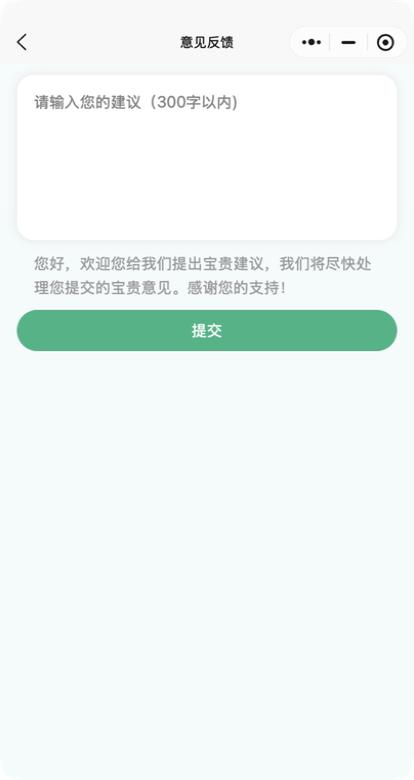 意见反馈
请输入您的建议（300字以内)
您好，欢迎您给我们提出宝贵建议，我们将尽快处
理您提交的宝贵意见。感谢您的支持！
提交